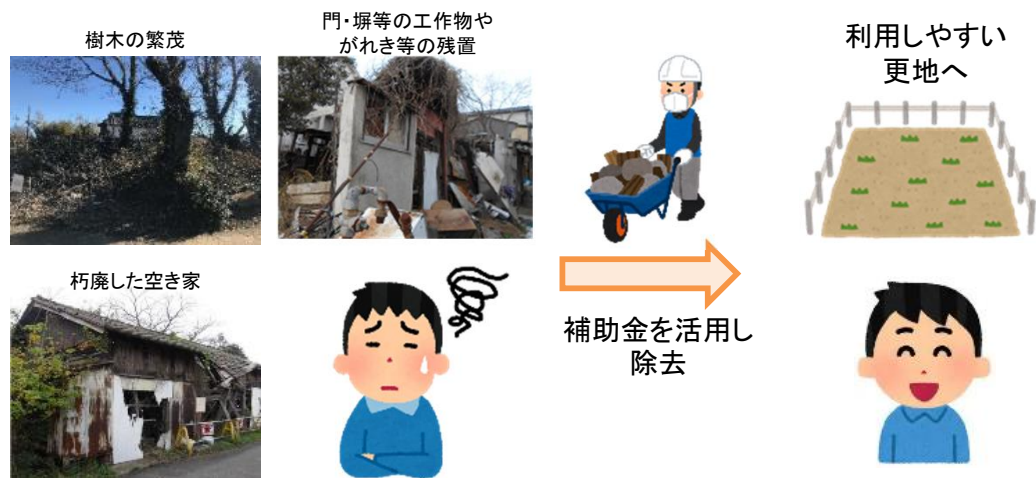 樹木の繁茂
門・塀等の工作物や
がれき等の残置
利用しやすい
更地へ
朽廃した空き家
補助金を活用し
除去